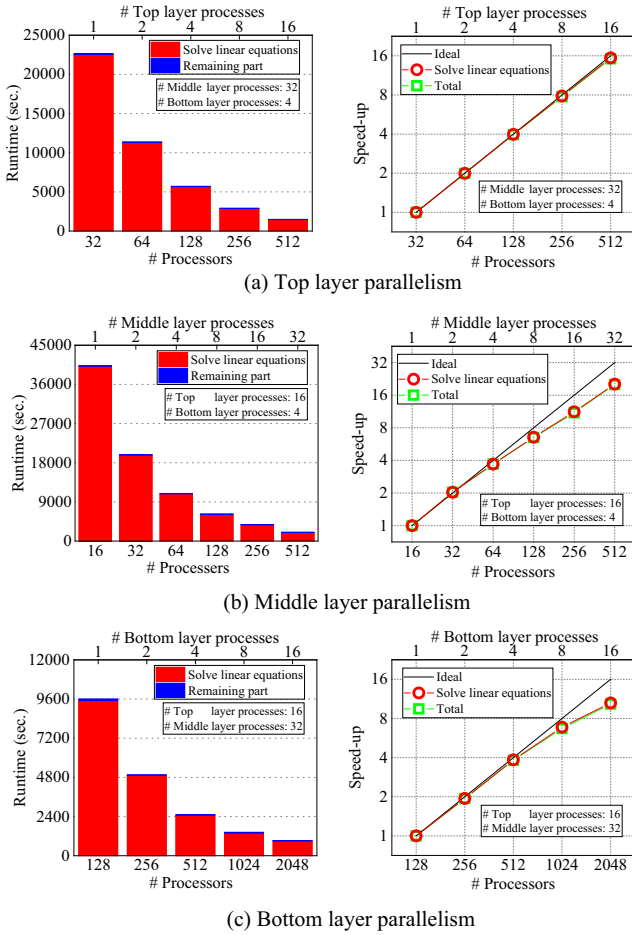 # Top layer processes
1 2 4 8 16
25000
20000
15000
10000
5000
0
Runtime (sec.)
Solve linear equations
Remaining part
# Middle layer processes: 32
# Bottom layer processes: 4
32 64 128 256 512
# Processors
# Top layer processes
1 2 4 8 16
16
8
4
2
1
Speed-up
Ideal
Solve linear equations
Total
# Middle layer processes: 32
# Bottom layer processes: 4
32 64 128 256 512
# Processors
(a) Top layer parallelism
# Middle layer processes
1 2 4 8 16 32
45000
36000
27000
18000
9000
0
Runtime (sec.)
Solve linear equations
Remaining part
# Top layer processes: 16
# Bottom layer processes: 4
16 32 64 128 256 512
# Processers
# Middle layer processes
1 2 4 8 16 32
32
16
8
4
2
1
Speed-up
Ideal
Solve linear equations
Total
# Top layer processes: 16
# Bottom layer processes: 4
16 32 64 128 256 512
# Processors
(b) Middle layer parallelism
# Bottom layer processes
1 2 4 8 16
12000
9600
7200
4800
2400
0
Runtime (sec.)
Solve linear equations
Remaining part
# Top layer processes: 16
# Middle layer processes: 32
128 256 512 1024 2048
# Processors
# Bottom layer processes
1 2 4 8 16
16
8
4
2
1
Speed-up
Ideal
Solve linear equations
Total
# Top layer processes: 16
# Middle layer processes: 32
128 256 512 1024 2048
# Processors
(c) Bottom layer parallelism